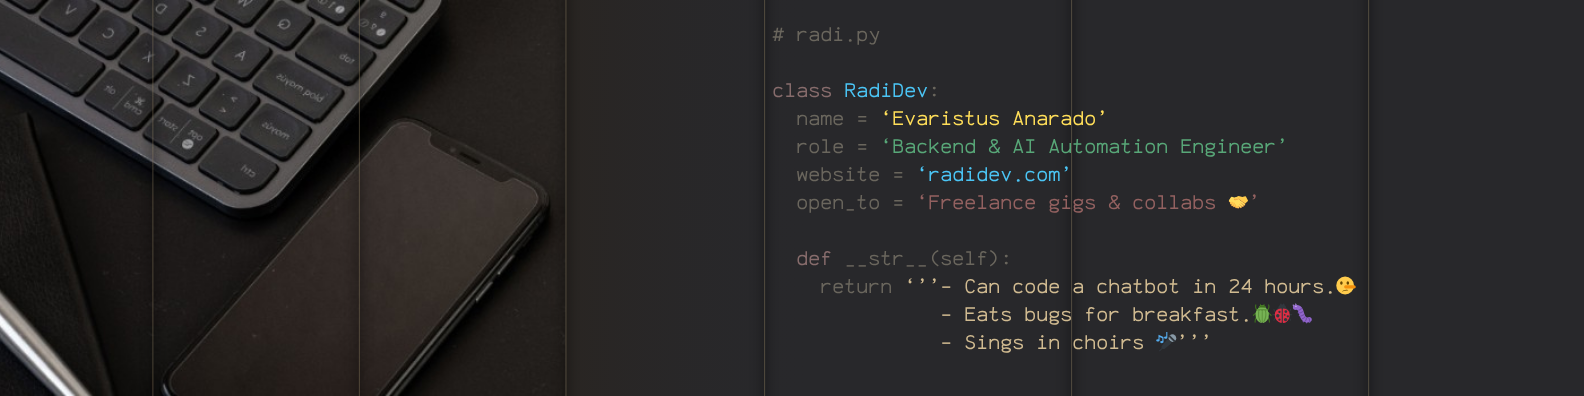 # radi.py
class RadiDev:
name = ‘Evaristus Anarado’
role = ‘Backend & AI Automation Engineer’
website = ‘radidev.com’
open_to = ‘Freelance gigs & collabs 🤝’
def __str__(self):
return ‘’’- Can code a chatbot in 24 hours.🫡
- Eats bugs for breakfast.🪲🐞🐛
- Sings in choirs 🎤’’’